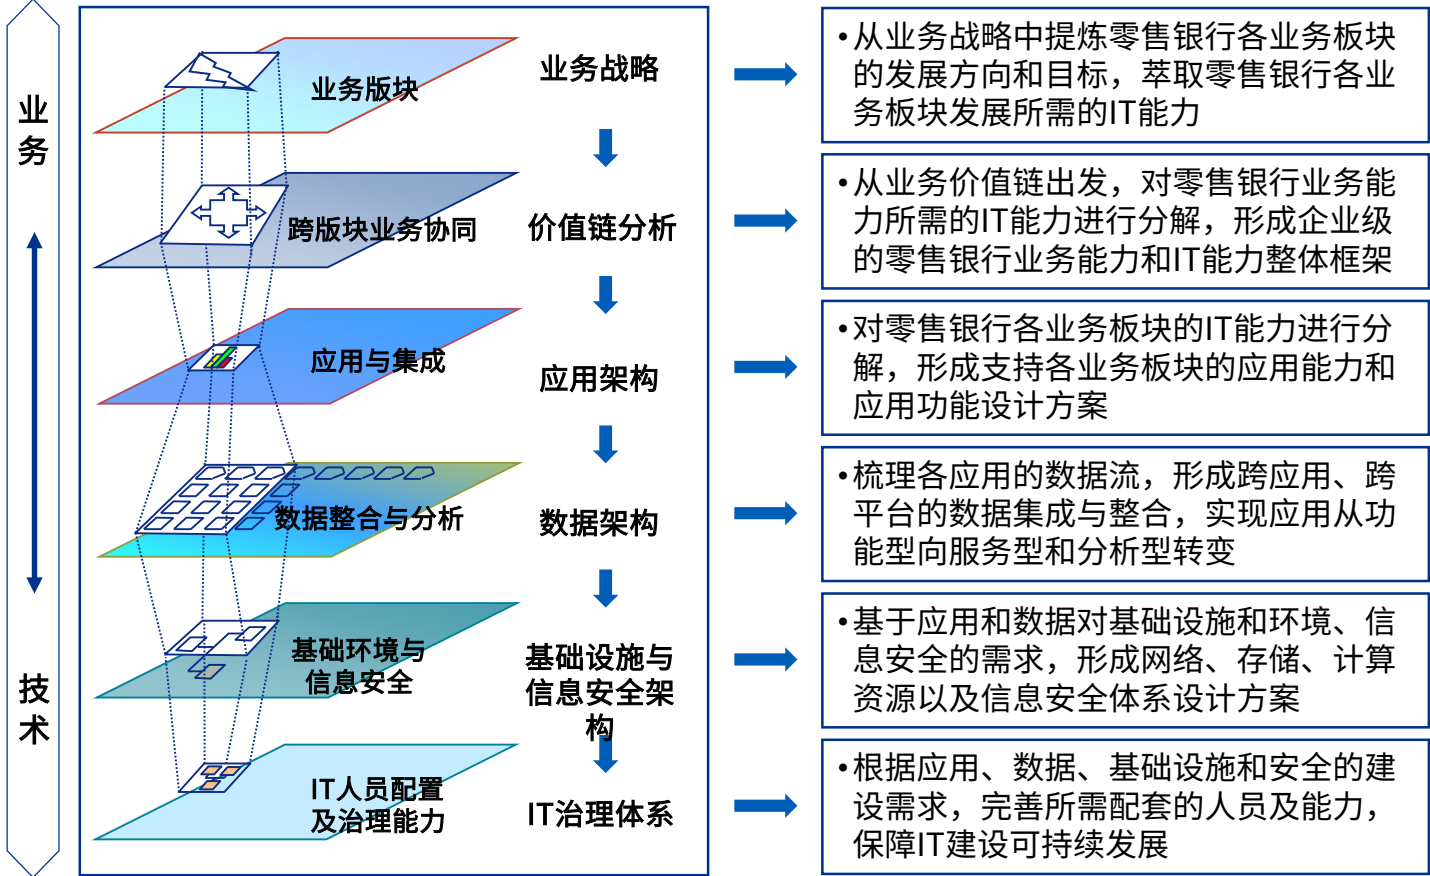 业
务
技
术
业务版块
业务战略
•从业务战略中提炼零售银行各业务板块
的发展方向和目标，萃取零售银行各业
务板块发展所需的IT能力
跨版块业务协同
价值链分析
•从业务价值链出发，对零售银行业务能
力所需的IT能力进行分解，形成企业级
的零售银行业务能力和IT能力整体框架
应用与集成
应用架构
•对零售银行各业务板块的IT能力进行分
解，形成支持各业务板块的应用能力和
应用功能设计方案
数据整合与分析
数据架构
•梳理各应用的数据流，形成跨应用、跨
平台的数据集成与整合，实现应用从功
能型向服务型和分析型转变
基础环境与
信息安全
基础设施与
信息安全架
构
•基于应用和数据对基础设施和环境、信
息安全的需求，形成网络、存储、计算
资源以及信息安全体系设计方案
IT人员配置
及治理能力
IT治理体系
•根据应用、数据、基础设施和安全的建
设需求，完善所需配套的人员及能力，
保障IT建设可持续发展